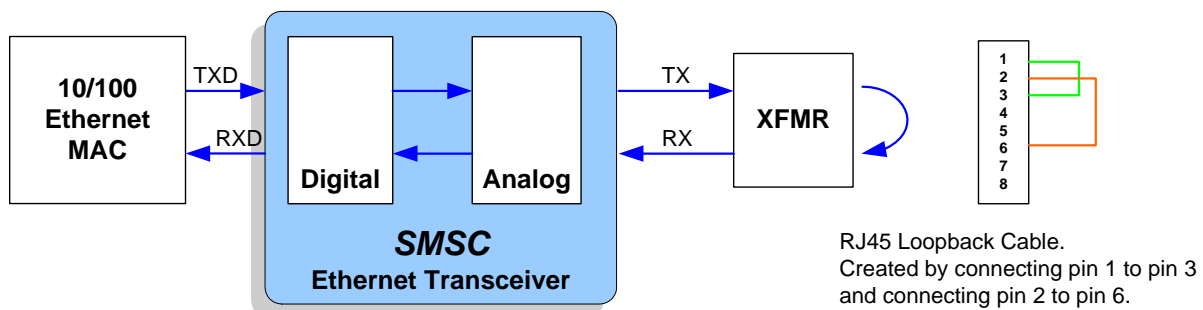 10/100
Ethernet
MAC
TXD
RXD
Digital
Analog
SMSC
Ethernet Transceiver
TX
RX
XFMR
1
2
3
4
5
6
7
8
RJ45 Loopback Cable.
Created by connecting pin 1 to pin 3
and connecting pin 2 to pin 6.